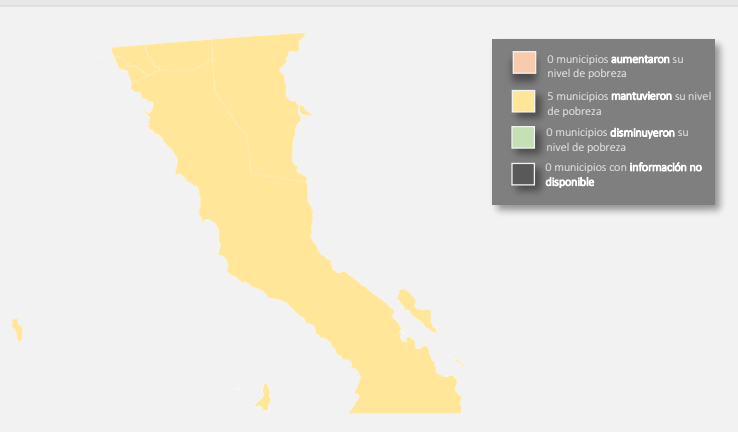 0 municipios aumentaron su
nivel de pobreza
5 municipios mantuvieron su nivel
de pobreza
0 municipios disminuyeron su
nivel de pobreza
0 municipios con información no
disponible